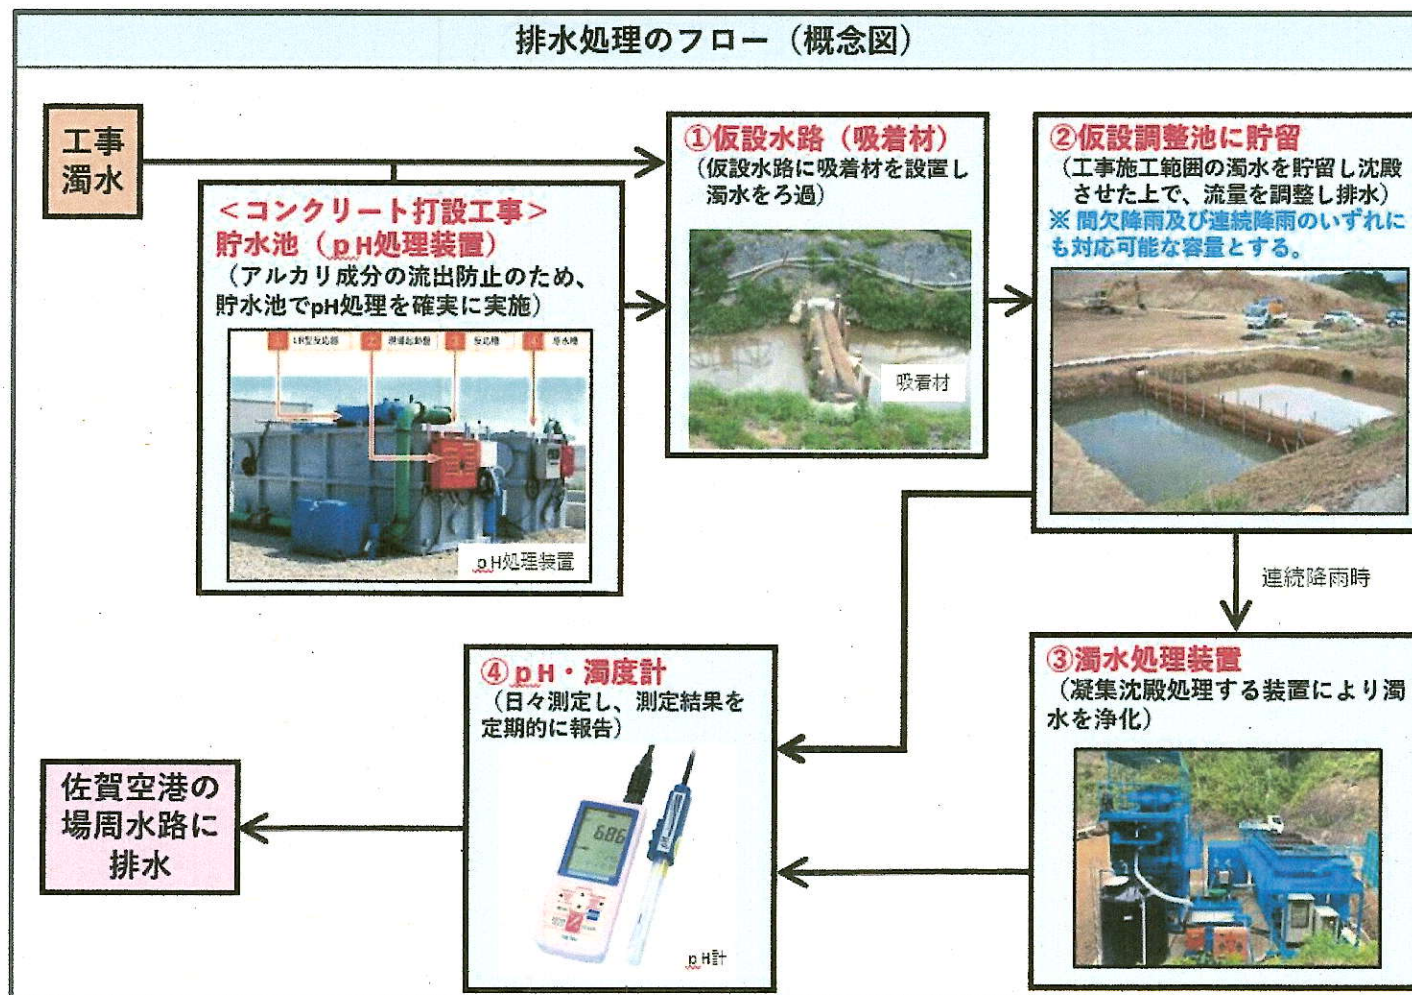 排水処理のフロー（概念図）
工事
濁水
＜コンクリート打設工事＞
貯水池（ｐH処理装置）
（アルカリ成分の流出防止のため、
貯水池でpH処理を確実に実施）
ｐH処理装置
①仮設水路（吸着材）
（仮設水路に吸着材を設置し
濁水をろ過）
吸着材
②仮設調整池に貯留
（工事施工範囲の濁水を貯留し沈殿
させた上で、流量を調整し排水）
※ 間欠降雨及び連続降雨のいずれに
も対応可能な容量とする。
連続降雨時
③濁水処理装置
（凝集沈殿処理する装置により濁
水を浄化）
④ｐH・濁度計
（日々測定し、測定結果を
定期的に報告）
686
ｐH計
佐賀空港の
場周水路に
排水